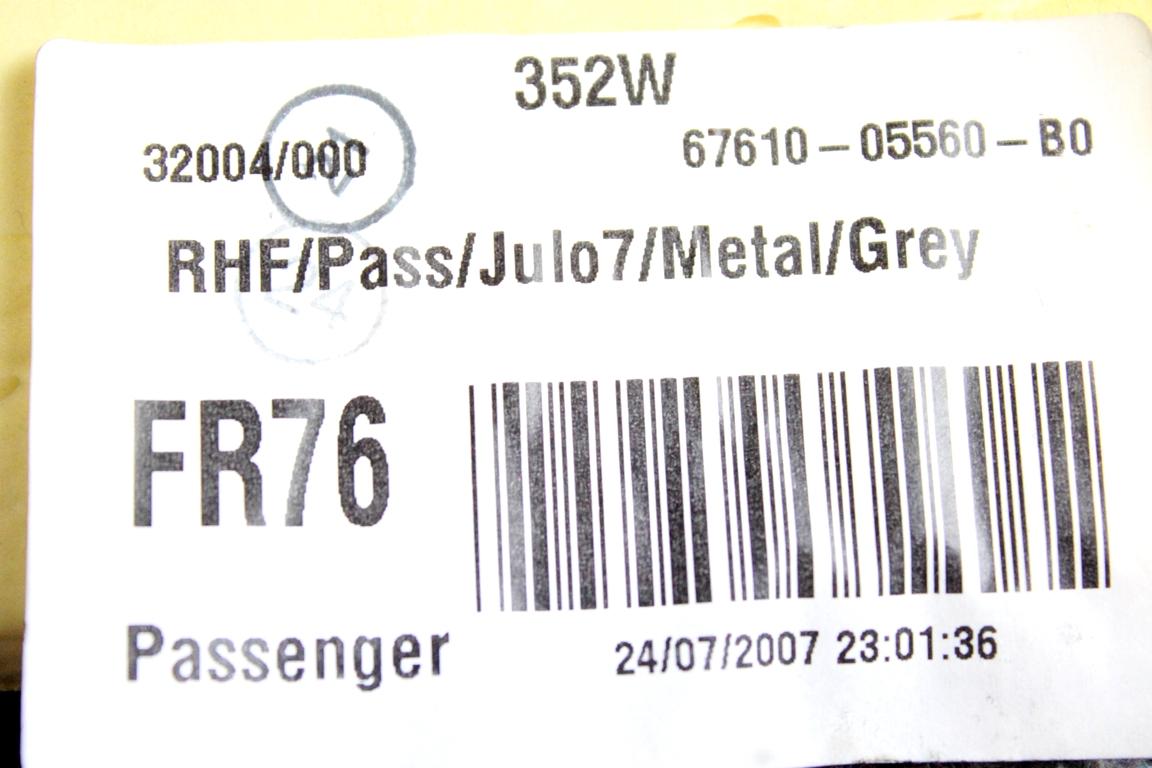 352W
32004/000 67610-05560-B0
RHF/Pass/Julo7/Metal/Grey
FR76
Passenger 24/07/2007 23:01:36